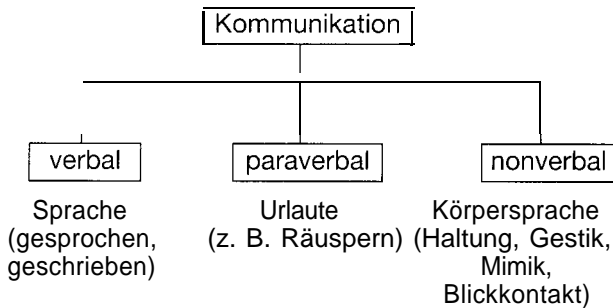 Kommunikation
verbal
paraverbal
nonverbal
Sprache
(gesprochen,
geschrieben)
Urlaute
(z. B. Räuspern)
Körpersprache
(Haltung, Gestik,
Mimik,
Blickkontakt)